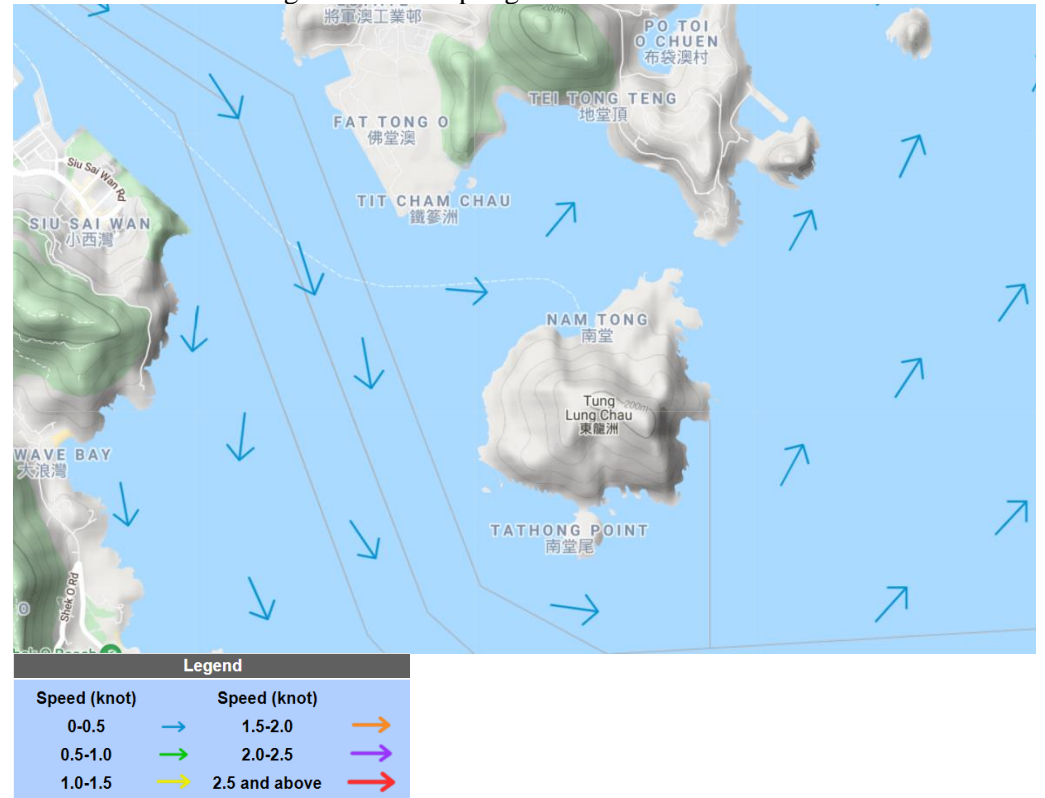 200m
將軍澳工業邨
PO TOI
O CHUEN
布袋澳村
TEI TONG TENG
地堂頂
FAT TONG O
佛堂澳
Siu Sai Wan Rd
TIT CHAM CHAU
鐵篸洲
SIU SAI WAN
小西灣
NAM TONG
南堂
Tung
Lung Chau
東龍洲
200m
WAVE BAY
大浪灣
TATHONG POINT
南堂尾
Shek O Rd
O
Legend
Speed (knot) Speed (knot)
0-0.5 1.5-2.0
0.5-1.0 2.0-2.5
1.0-1.5 2.5 and above